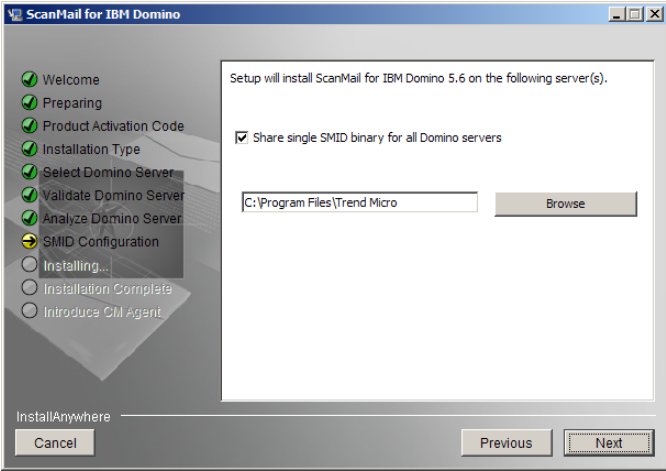 ScanMail for IBM Domino
Welcome
Preparing
Product Activation Code
Installation Type
Select Domino Server
Validate Domino Server
Analyze Domino Server
SMID Configuration
Installing...
Installation Complete
Introduce CM Agent
Setup will install ScanMail for IBM Domino 5.6 on the following server(s).
Share single SMID binary for all Domino servers
C:\Program Files\Trend Micro
Browse
InstallAnywhere
Cancel
Previous
Next